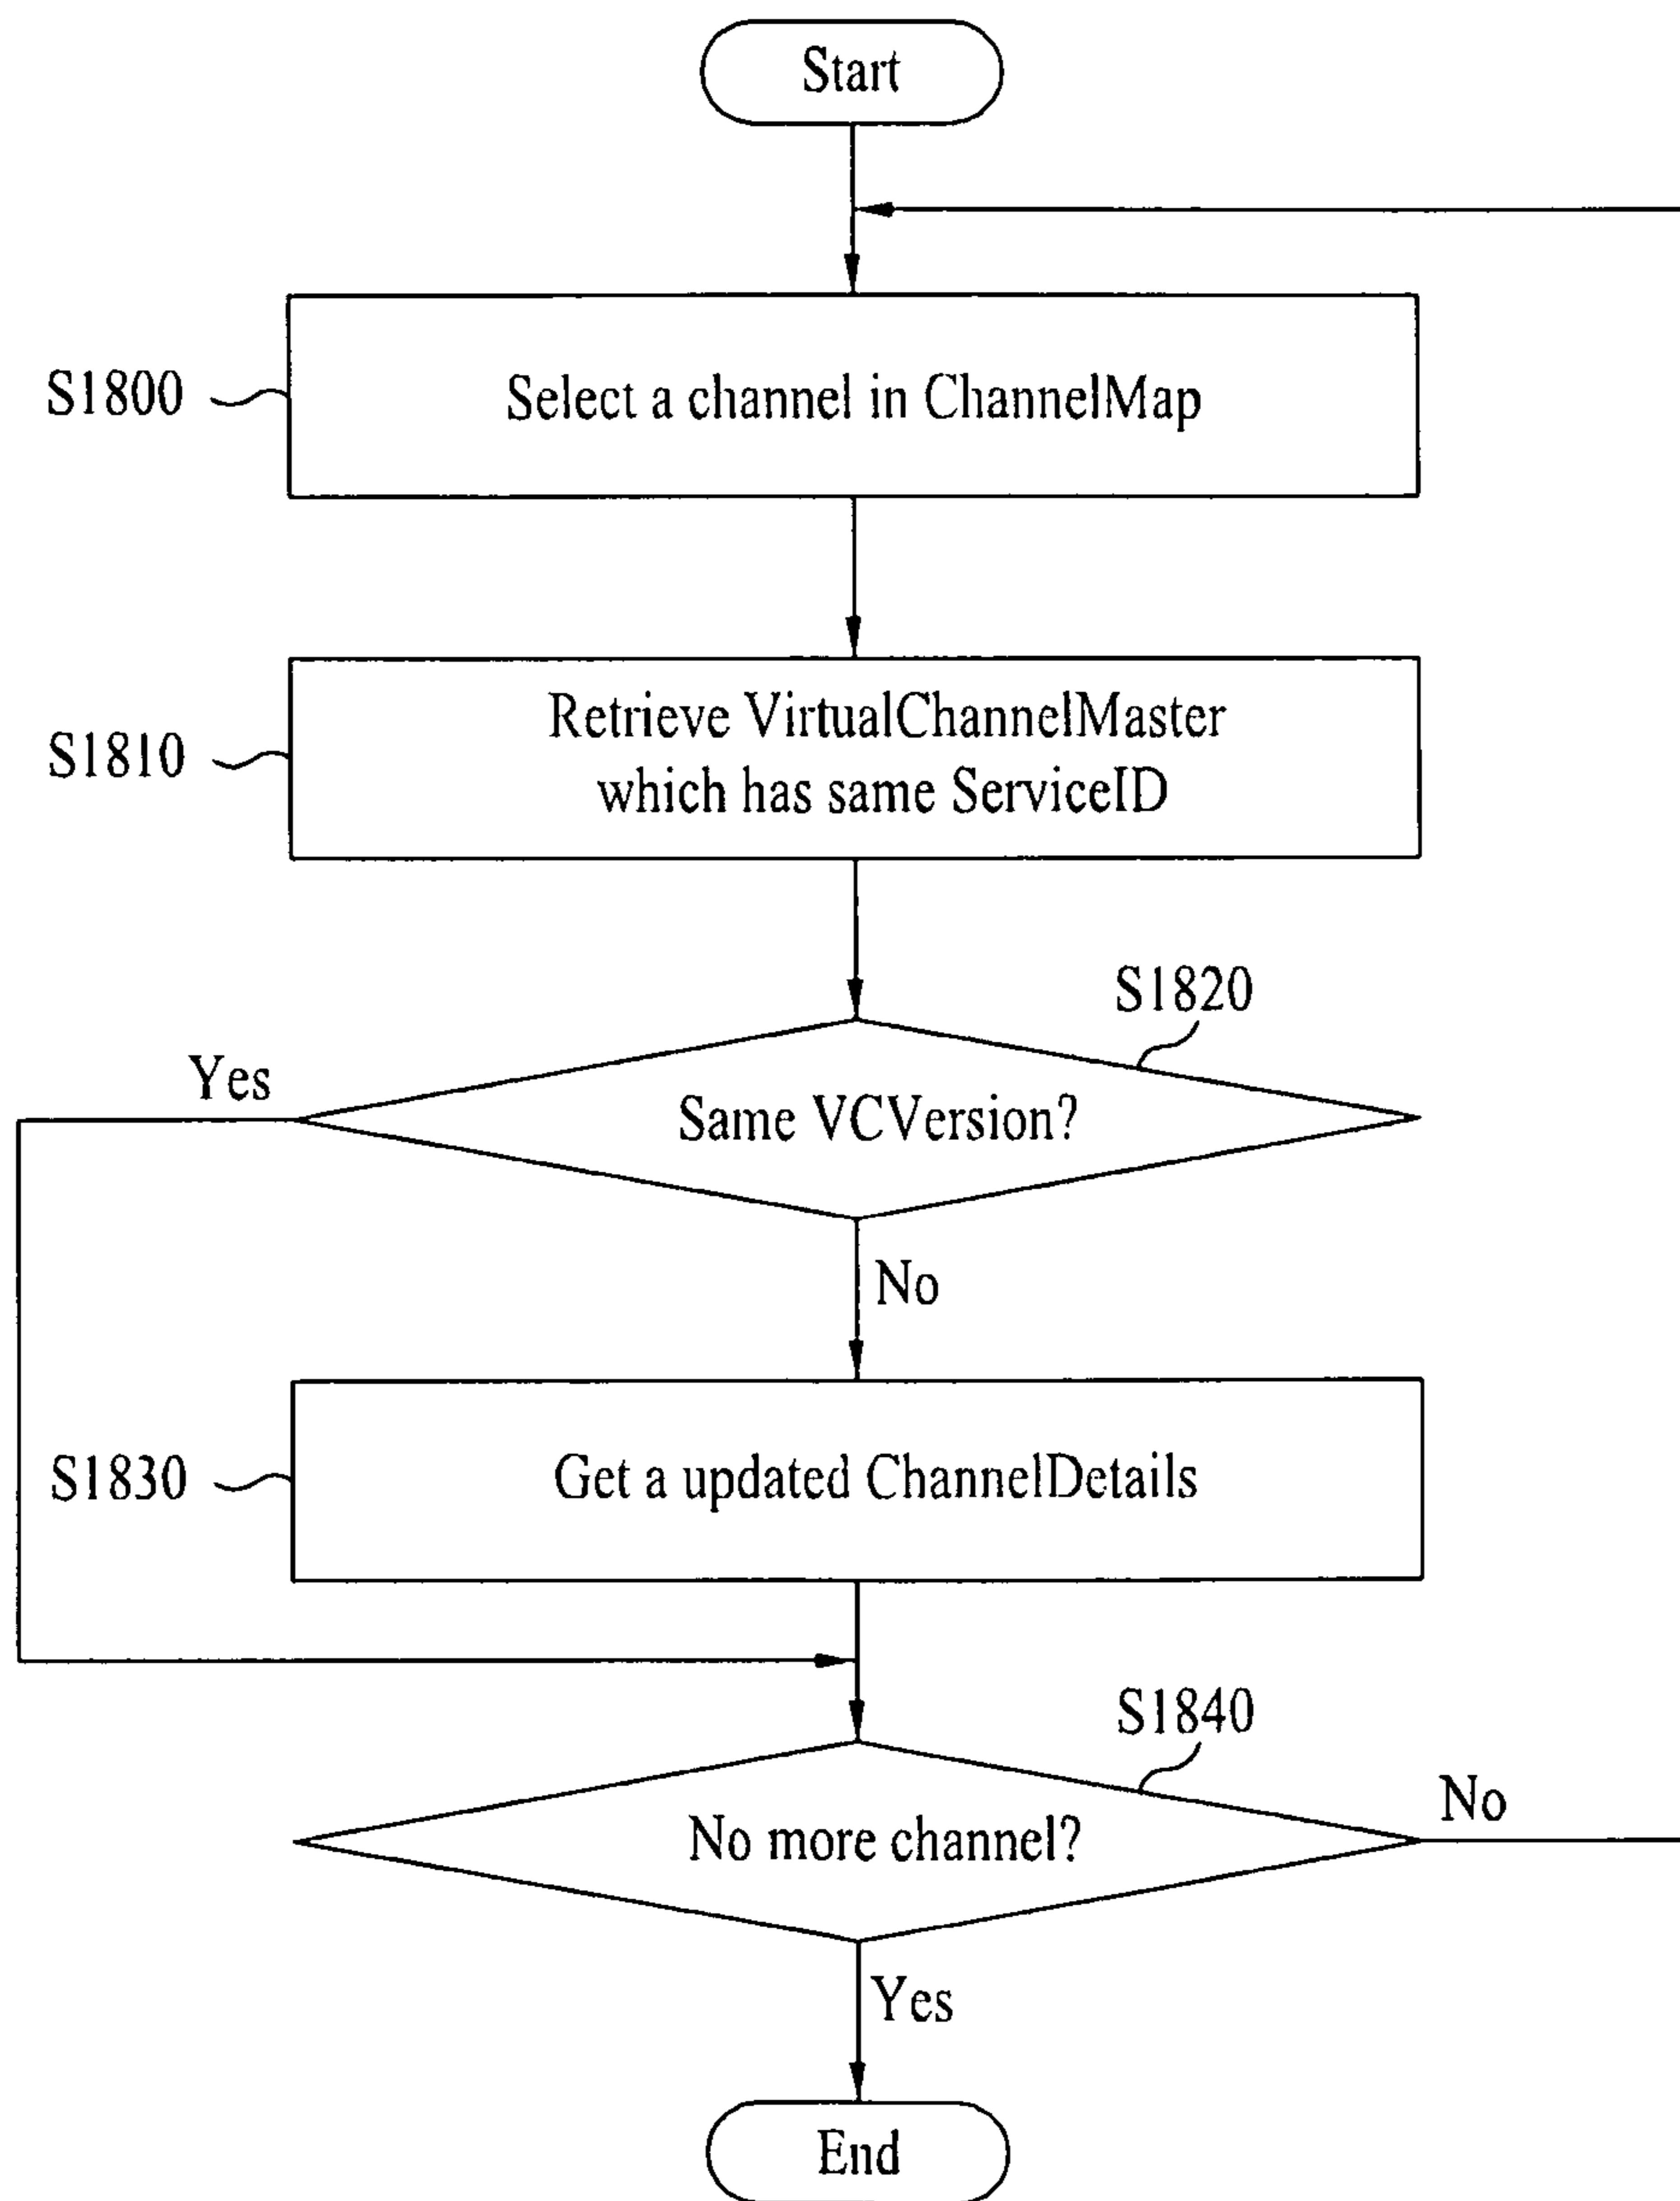 Start
S1800
Select a channel in ChannelMap
S1810
Retrieve VirtualChannelMaster
which has same ServiceID
S1820
Yes
Same VCVersion?
No
S1830
Get a updated ChannelDetails
S1840
No more channel?
No
Yes
End